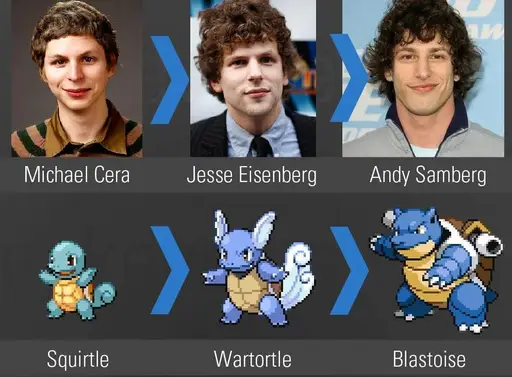 Michael Cera
Jesse Eisenberg
Andy Samberg
Squirtle
Wartortle
Blastoise